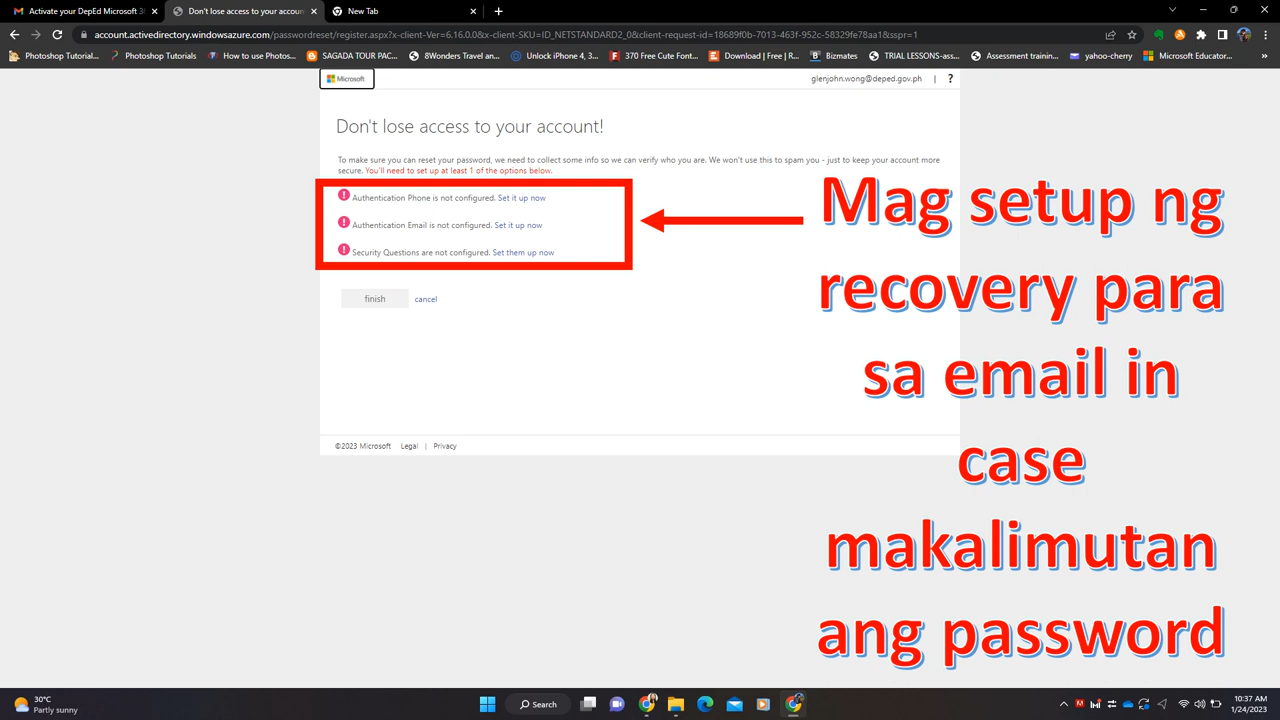 Activate your DepEd Microsoft 3
Don't lose access to your account!
New Tab
account.activedirectory.windowsazure.com/passwordreset/register.aspx?x-client-Ver=6.16.0.0&x-client-SKU=ID_NETSTANDARD2_0&client-request-id=18689f0b-7013-463f-952c-58329fe78aa1&sspr=1
Photoshop Tutorial...
Photoshop Tutorials...
SAGADA TOUR PAC...
8Wonders Travel an...
Unlock iPhone 4, 3...
370 Free Cute Font...
Download | Free | R...
Bizmates
TRIAL LESSONS-ass...
Assessment trainin...
yahoo-cherry
Microsoft Educator...
Microsoft
glenjohn.wong@deped.gov.ph | ?
Don't lose access to your account!
To make sure you can reset your password, we need to collect some info so we can verify who you are. We won't use this to spam you - just to keep your account more
secure. You'll need to set up at least 1 of the options below.
Authentication Phone is not configured. Set it up now
Authentication Email is not configured. Set it up now
Security Questions are not configured. Set them up now
finish
cancel
©2023 Microsoft Legal | Privacy
Mag setup ng
recovery para
sa email in
case
makalimutan
ang password
30°C
Partly sunny
Search
10:37 AM
1/24/2023